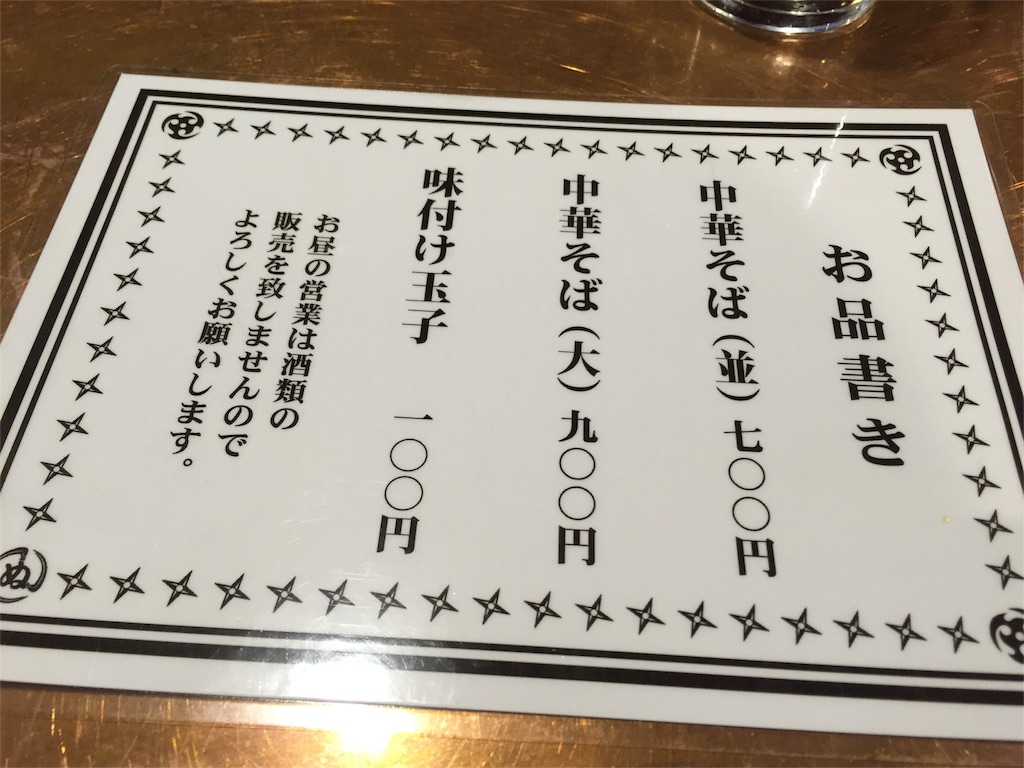 お品書き
中華そば(並)七〇〇円
中華そば(大)九〇〇円
味付け玉子 一〇〇円
お昼の営業は酒類の
販売を致しませんので
よろしくお願いします。
ぬ